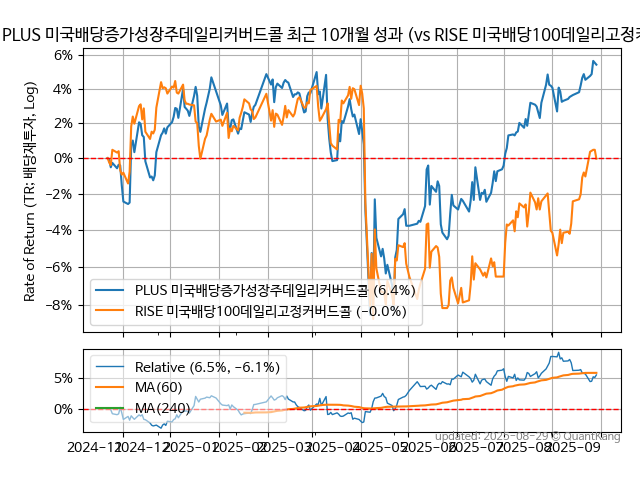 PLUS 미국배당증가성장주데일리커버드콜 최근 10개월 성과 (vs RISE 미국배당100데일리고정커
6%
4%
2%
0%
−2%
−4%
−6%
−8%
Rate of Return (TR: 배당재투자, Log)
PLUS 미국배당증가성장주데일리커버드콜 (6.4%)
RISE 미국배당100데일리고정커버드콜 (−0.0%)
5%
0%
Relative (6.5%, −6.1%)
MA(60)
MA(240)
2024-11 2024-12 2025-01 2025-02 2025-03 2025-04 2025-05 2025-06 2025-07 2025-08 2025-09
updated: 2025-08-29 © QuantKang